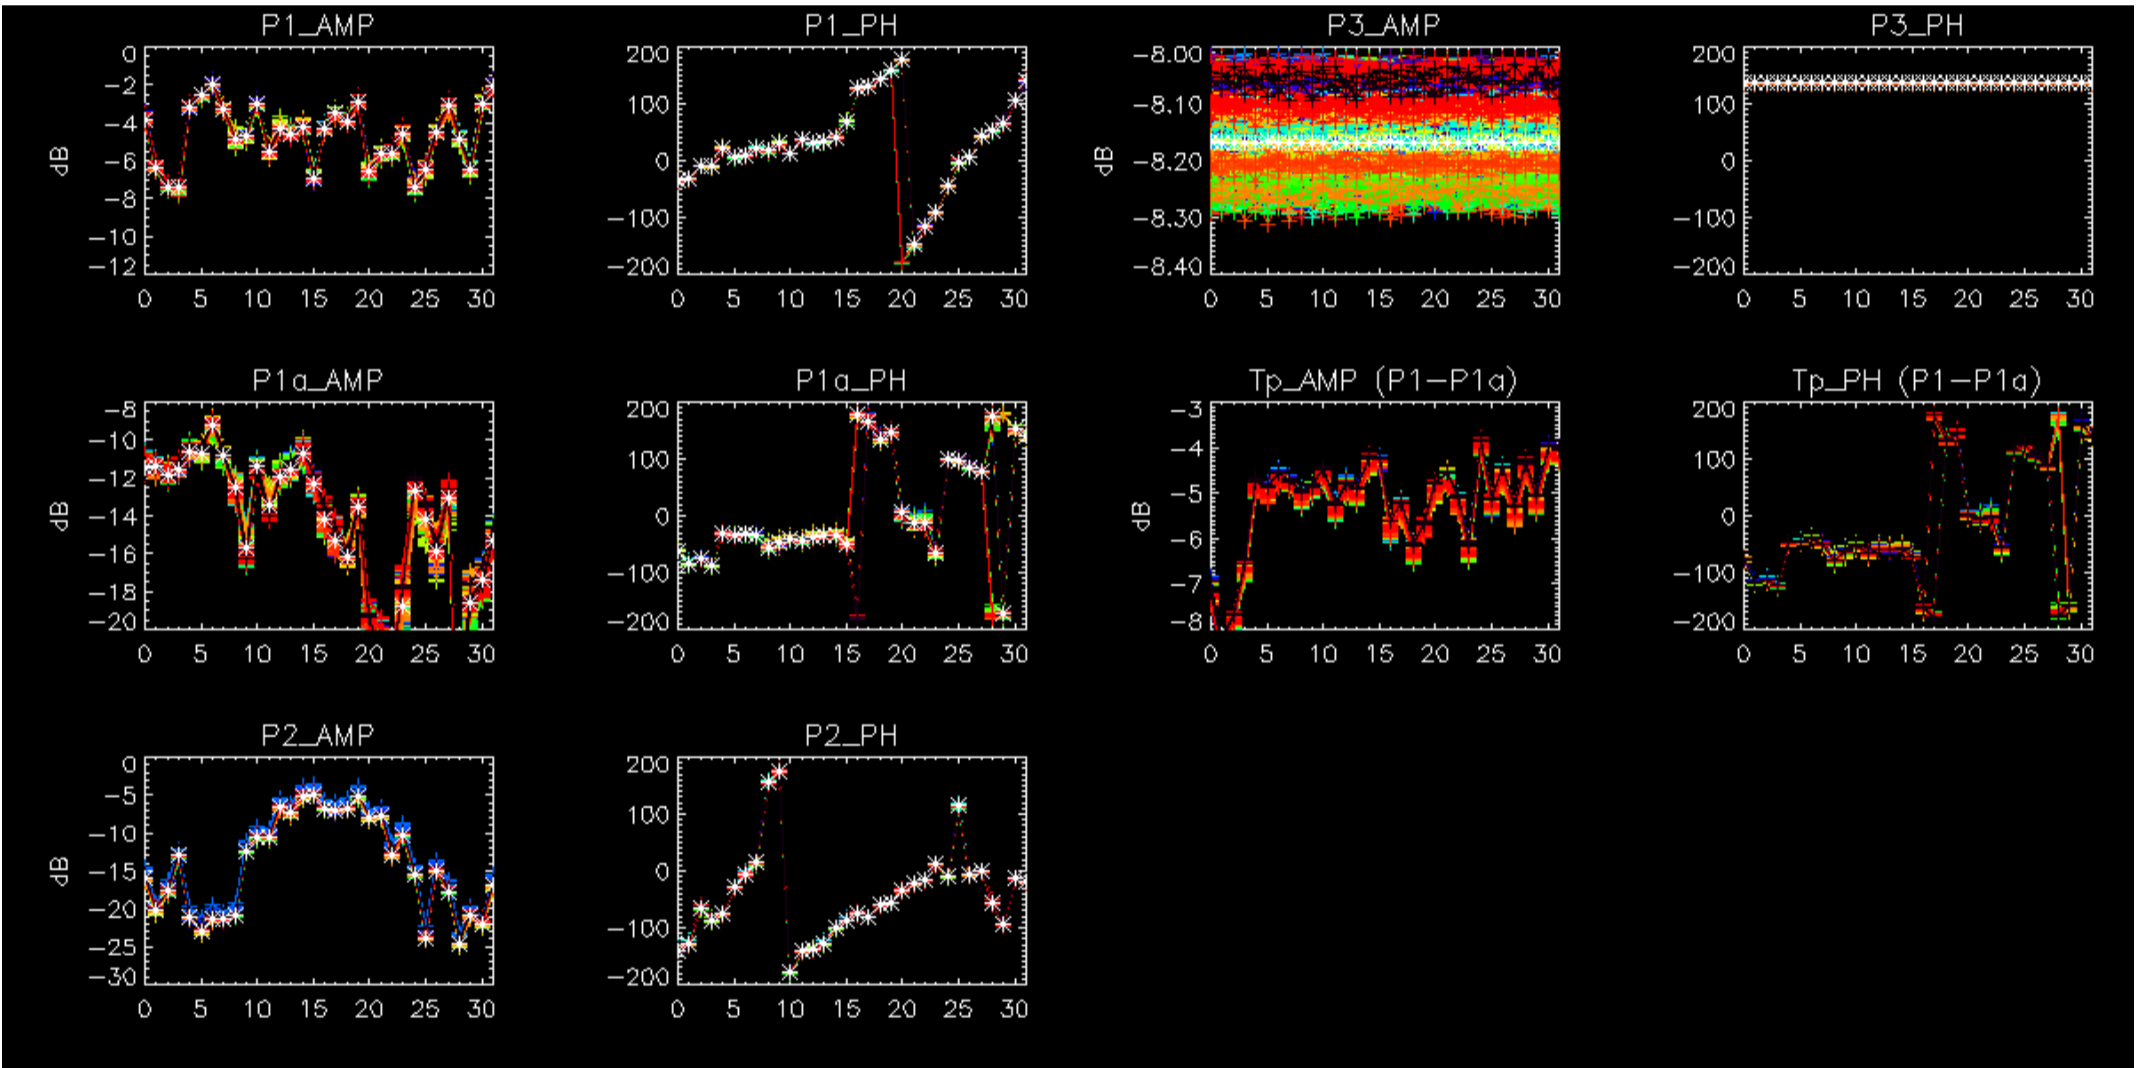 P1_AMP
P1_PH
P3_AMP
P3_PH
0
−2
−4
−6
−8
−10
−12
dB
0 5 10 15 20 25 30
200
100
0
−100
−200
0 5 10 15 20 25 30
−8.00
−8.10
−8.20
−8.30
−8.40
dB
0 5 10 15 20 25 30
200
100
0
−100
−200
0 5 10 15 20 25 30
P1a_AMP
P1a_PH
Tp_AMP (P1−P1a)
Tp_PH (P1−P1a)
−8
−10
−12
−14
−16
−18
−20
dB
0 5 10 15 20 25 30
200
100
0
−100
−200
0 5 10 15 20 25 30
−3
−4
−5
−6
−7
−8
dB
0 5 10 15 20 25 30
200
100
0
−100
−200
0 5 10 15 20 25 30
P2_AMP
P2_PH
0
−5
−10
−15
−20
−25
−30
dB
0 5 10 15 20 25 30
200
100
0
−100
−200
0 5 10 15 20 25 30